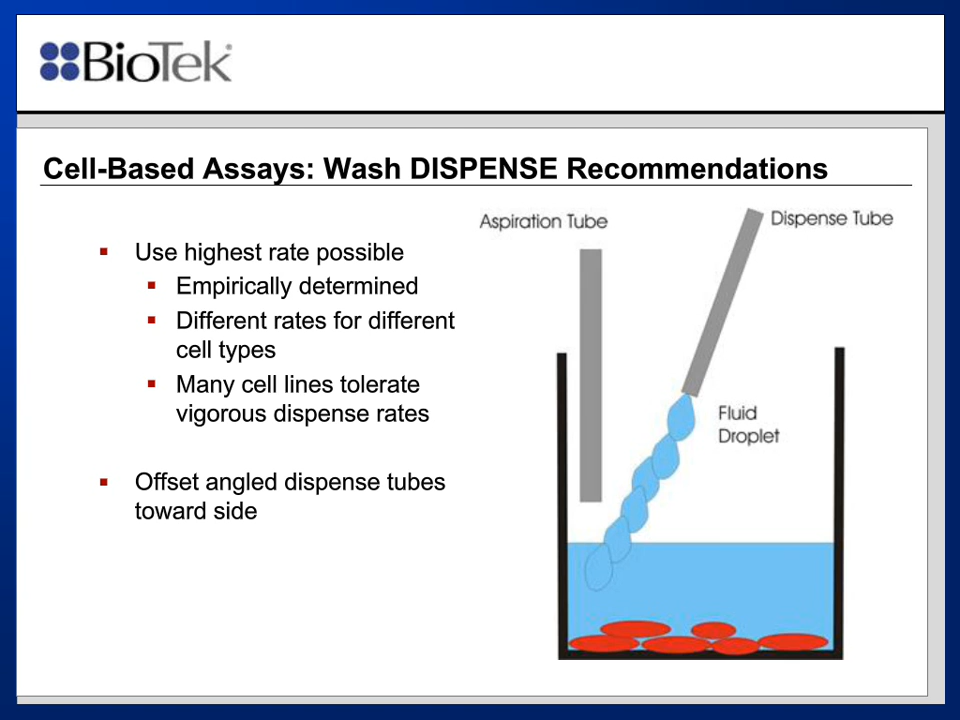 BioTek
Cell-Based Assays: Wash DISPENSE Recommendations
▪ Use highest rate possible
▪ Empirically determined
▪ Different rates for different
cell types
▪ Many cell lines tolerate
vigorous dispense rates
▪ Offset angled dispense tubes
toward side
Aspiration Tube
Dispense Tube
Fluid
Droplet